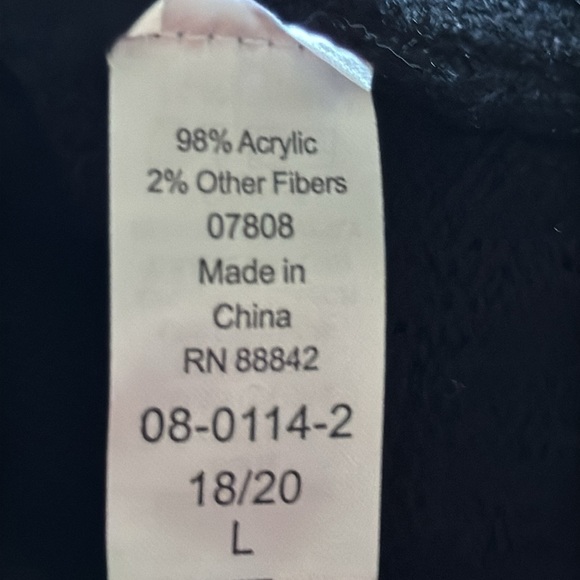 98% Acrylic
2% Other Fibers
07808
Made in
China
RN 88842
08-0114-2
18/20
L